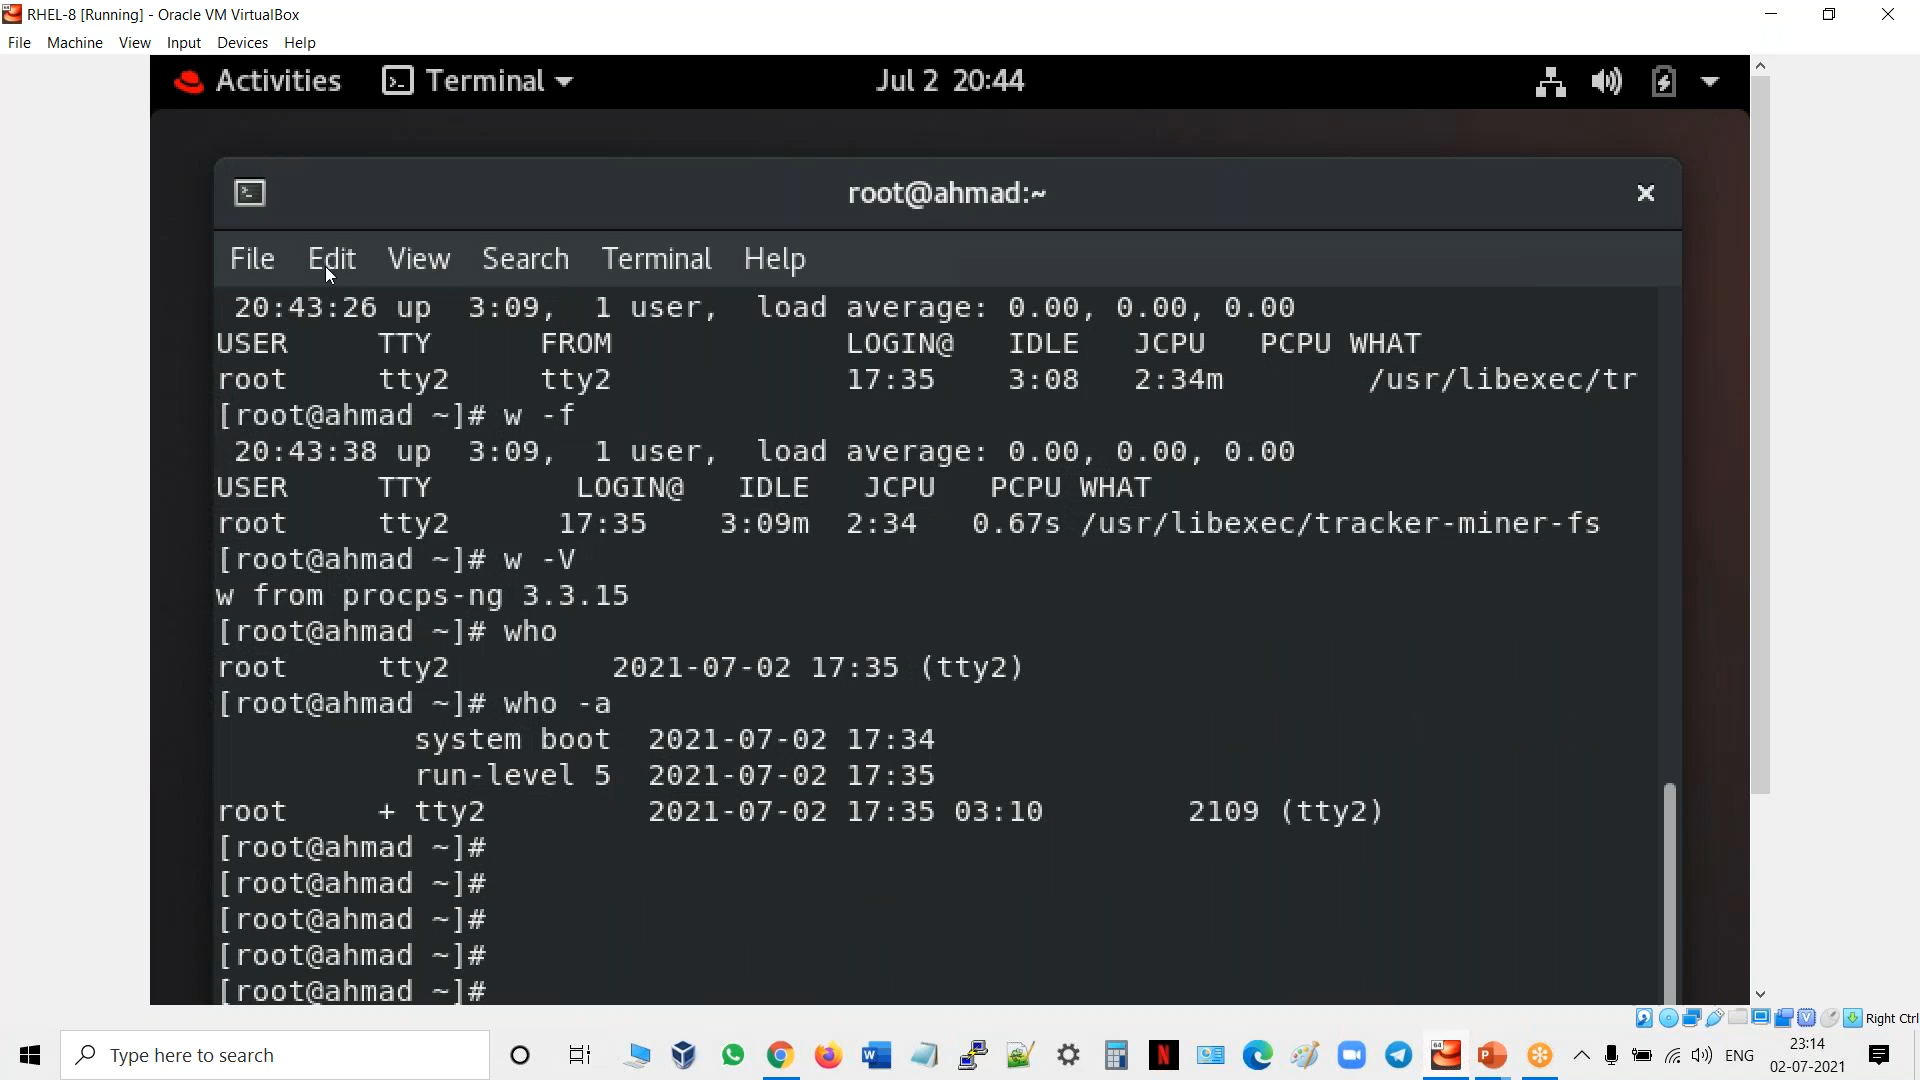 RHEL-8 [Running] - Oracle VM VirtualBox
File Machine View Input Devices Help
Activities Terminal Jul 2 20:44
root@ahmad:~
File Edit View Search Terminal Help
20:43:26 up 3:09, 1 user, load average: 0.00, 0.00, 0.00
USER TTY FROM LOGIN@ IDLE JCPU PCPU WHAT
root tty2 tty2 17:35 3:08 2:34m /usr/libexec/tr
[root@ahmad ~]# w -f
20:43:38 up 3:09, 1 user, load average: 0.00, 0.00, 0.00
USER TTY LOGIN@ IDLE JCPU PCPU WHAT
root tty2 17:35 3:09m 2:34 0.67s /usr/libexec/tracker-miner-fs
[root@ahmad ~]# w -V
w from procps-ng 3.3.15
[root@ahmad ~]# who
root tty2 2021-07-02 17:35 (tty2)
[root@ahmad ~]# who -a
system boot 2021-07-02 17:34
run-level 5 2021-07-02 17:35
root + tty2 2021-07-02 17:35 03:10 2109 (tty2)
[root@ahmad ~]#
[root@ahmad ~]#
[root@ahmad ~]#
[root@ahmad ~]#
[root@ahmad ~]#
Right Ctrl
Type here to search
ENG
23:14
02-07-2021